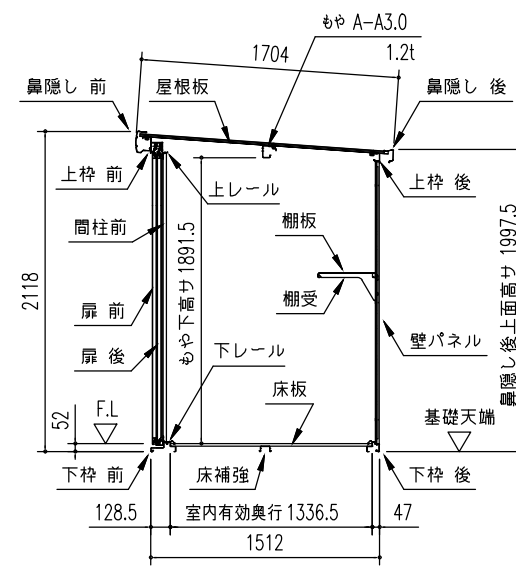 もや A-A3.0
1704
1.2t
鼻隠し 前
屋根板
鼻隠し 後
上枠 前
上レール
上枠 後
間柱前
もや下高サ1891.5
棚板
棚受
2118
鼻隠し後上面高サ 1997.5
扉 前
扉 後
下レール
壁パネル
床板
52
F.L
基礎天端
下枠 前
床補強
下枠 後
128.5
室内有効奥行1336.5
47
1512